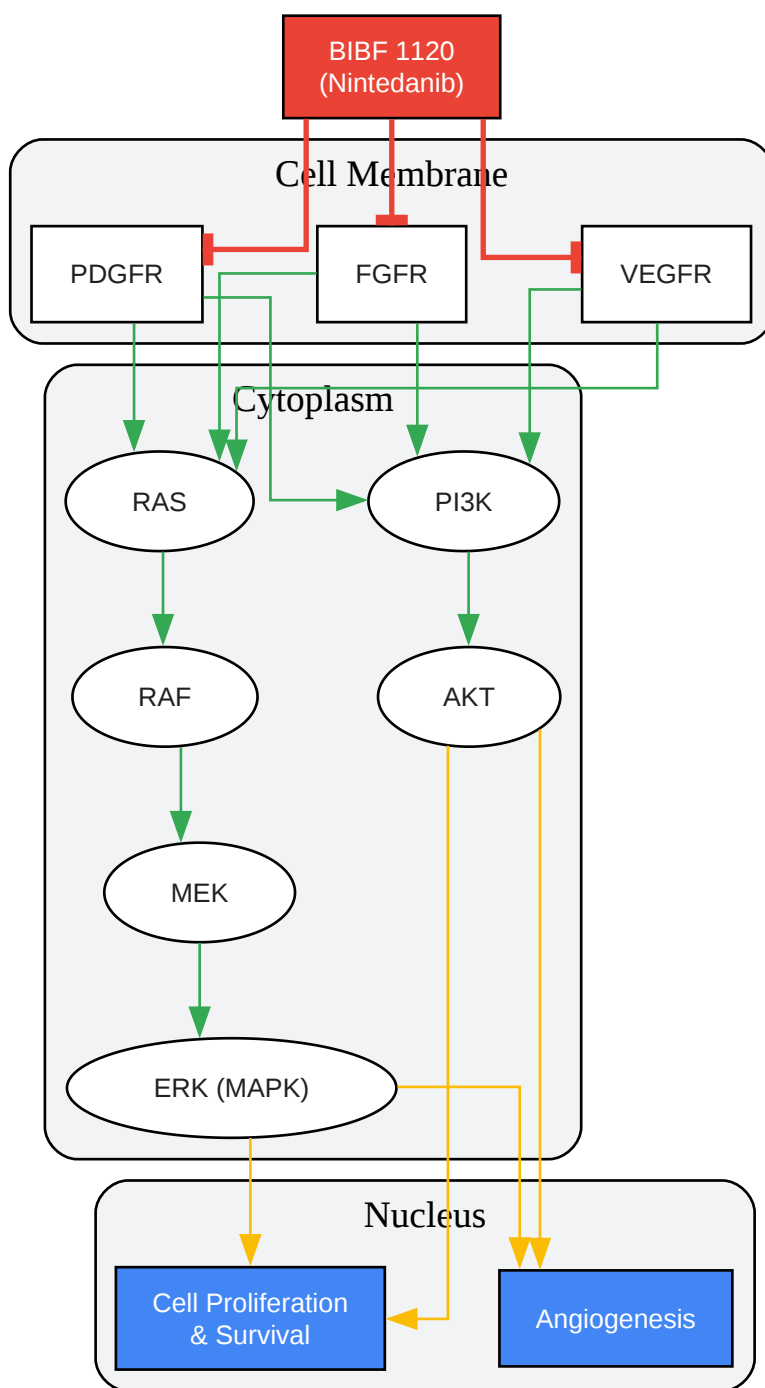 BIBF 1120
(Nintedanib)
Cell Membrane
PDGFR
FGFR
VEGFR
Cytoplasm
RAS
PI3K
RAF
AKT
MEK
ERK (MAPK)
Nucleus
Cell Proliferation
& Survival
Angiogenesis